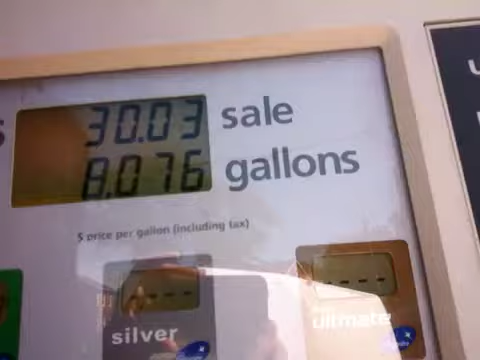 $ 30.03 sale
8.076 gallons
$ price per gallon (including tax)
----
----
silver
ultimate